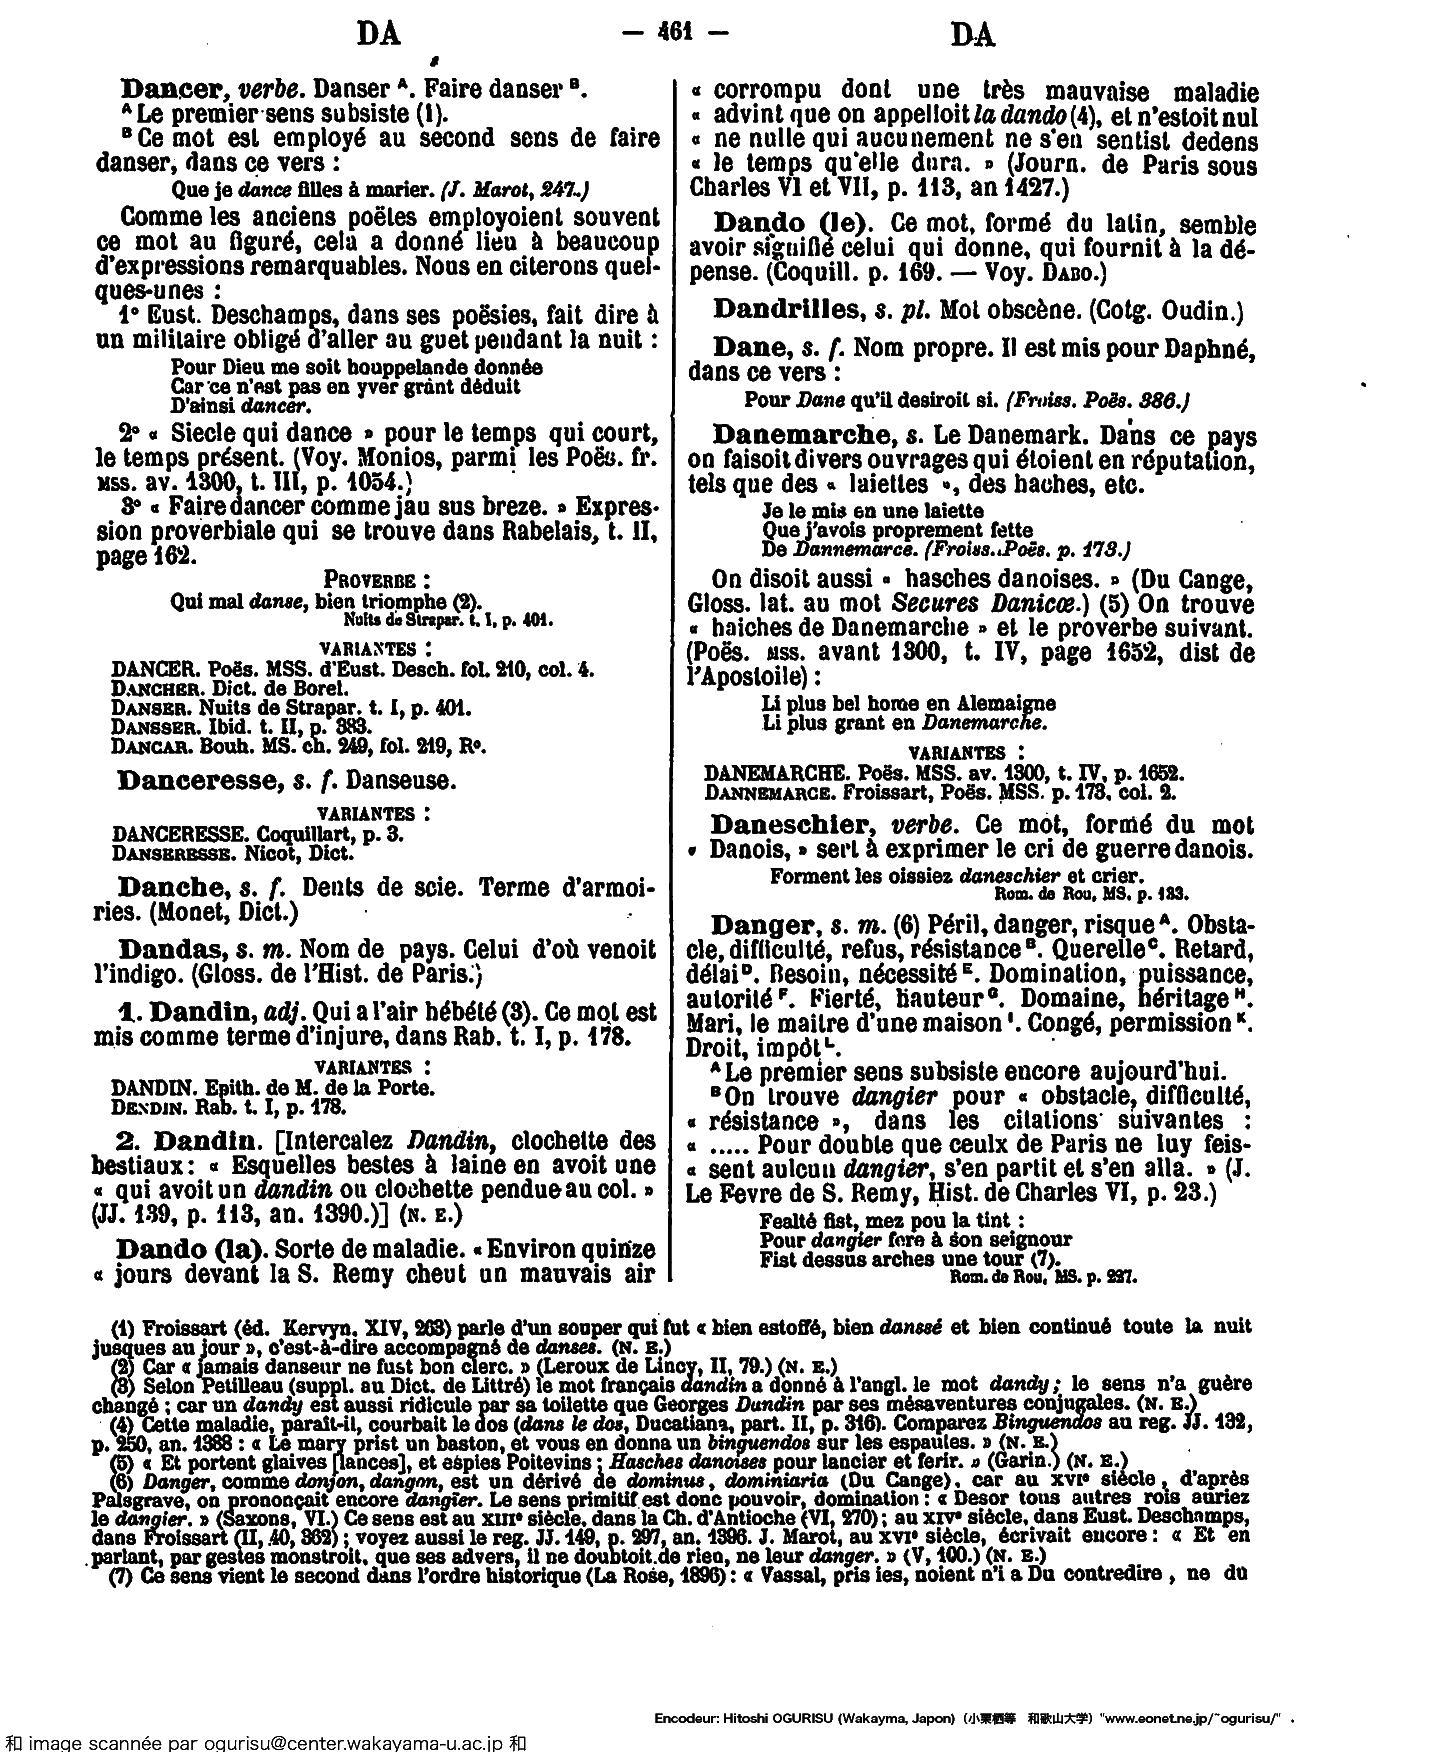 DA — 461 — DA
Dancer, verbe. Danser A. Faire danser B.
A Le premier sens subsiste (1).
B Ce mot est employé au second sens de faire
danser, dans ce vers :
Que je dance filles à marier. (J. Marot, 247.)
Comme les anciens poëtes employoient souvent
ce mot au figuré, cela a donné lieu à beaucoup
d'expressions remarquables. Nous en citerons quel-
ques-unes :
1° Eust. Deschamps, dans ses poësies, fait dire à
un militaire obligé d'aller au guet pendant la nuit :
Pour Dieu me soit houppelande donnée
Car ce n'est pas en yver grant déduit
D'ainsi dancer.
2° « Siecle qui dance » pour le temps qui court,
le temps présent. (Voy. Monios, parmi les Poës. fr.
MSS. av. 1300, t. III, p. 1054.)
3° « Faire dancer comme jau sus breze. » Expres-
sion proverbiale qui se trouve dans Rabelais, t. II,
page 162.
PROVERBE :
Qui mal danse, bien triomphe (2).
Nuits de Strapar. t. I, p. 401.
VARIANTES :
DANCER. Poës. MSS. d'Eust. Desch. fol. 210, col. 4.
DANCHER. Dict. de Borel.
DANSER. Nuits de Strapar. t. I, p. 401.
DANSSER. Ibid. t. II, p. 383.
DANCAR. Bouh. MS. ch. 249, fol. 219, R°.
Danceresse, s. f. Danseuse.
VARIANTES :
DANCERESSE. Coquillart, p. 3.
DANSERESSE. Nicot, Dict.
Danche, s. f. Dents de scie. Terme d'armoi-
ries. (Monet, Dict.)
Dandas, s. m. Nom de pays. Celui d'où venoit
l'indigo. (Gloss. de l'Hist. de Paris.)
1. Dandin, adj. Qui a l'air hébété (3). Ce mot est
mis comme terme d'injure, dans Rab. t. I, p. 178.
VARIANTES :
DANDIN. Epith. de M. de la Porte.
DENDIN. Rab. t. I, p. 178.
2. Dandin. [Intercalez Dandin, clochette des
bestiaux : « Esquelles bestes à laine en avoit une
« qui avoit un dandin ou clochette pendue au col. »
(JJ. 139, p. 113, an. 1390.)] (N. E.)
Dando (la). Sorte de maladie. « Environ quinze
« jours devant la S. Remy cheut un mauvais air
« corrompu dont une très mauvaise maladie
« advint que on appelloit la dando (4), et n'estoit nul
« ne nulle qui aucunement ne s'en sentist dedens
« le temps qu'elle dura. » (Journ. de Paris sous
Charles VI et VII, p. 113, an 1427.)
Dando (le). Ce mot, formé du latin, semble
avoir signifié celui qui donne, qui fournit à la dé-
pense. (Coquill. p. 169. — Voy. DABO.)
Dandrilles, s. pl. Mot obscène. (Cotg. Oudin.)
Dane, s. f. Nom propre. Il est mis pour Daphné,
dans ce vers :
Pour Dane qu'il desiroit si. (Froiss. Poës. 386.)
Danemarche, s. Le Danemark. Dans ce pays
on faisoit divers ouvrages qui étoient en réputation,
tels que des « laiettes », des haches, etc.
Je le mis en une laiette
Que j'avois proprement fette
De Dannemarce. (Froiss. Poës. p. 173.)
On disoit aussi « hasches danoises. » (Du Cange,
Gloss. lat. au mot Secures Danicœ.) (5) On trouve
« haiches de Danemarche » et le proverbe suivant.
(Poës. MSS. avant 1300, t. IV, page 1652, dist de
l'Apostoile) :
Li plus bel home en Alemaigne
Li plus grant en Danemarche.
VARIANTES :
DANEMARCHE. Poës. MSS. av. 1300, t. IV, p. 1652.
DANNEMARCE. Froissart, Poës. MSS. p. 173, col. 2.
Daneschier, verbe. Ce mot, formé du mot
« Danois, » sert à exprimer le cri de guerre danois.
Forment les oissiez daneschier et crier.
Rom. de Rou, MS. p. 133.
Danger, s. m. (6) Péril, danger, risque A. Obsta-
cle, difficulté, refus, résistance B. Querelle C. Retard,
délai D. Besoin, nécessité E. Domination, puissance,
autorité F. Fierté, hauteur G. Domaine, héritage H.
Mari, le maitre d'une maison I. Congé, permission K.
Droit, impôt L.
A Le premier sens subsiste encore aujourd'hui.
B On trouve dangier pour « obstacle, difficulté,
« résistance », dans les citations suivantes :
« ..... Pour double que ceulx de Paris ne luy feis-
« sent aulcun dangier, s'en partit et s'en alla. » (J.
Le Fevre de S. Remy, Hist. de Charles VI, p. 23.)
Fealté fist, mez pou la tint :
Pour dangier fere à son seignour
Fist dessus arches une tour (7).
Rom. de Rou, MS. p. 227.
(1) Froissart (éd. Kervyn. XIV, 263) parle d'un souper qui fut « bien estoffé, bien danssé et bien continué toute la nuit
jusques au jour », c'est-à-dire accompagné de danses. (N. E.)
(2) Car « jamais danseur ne fust bon clerc. » (Leroux de Lincy, II, 79.) (N. E.)
(3) Selon Petilleau (suppl. au Dict. de Littré) le mot français dandin a donné à l'angl. le mot dandy ; le sens n'a guère
changé ; car un dandy est aussi ridicule par sa toilette que Georges Dandin par ses mésaventures conjugales. (N. E.)
(4) Cette maladie, paraît-il, courbait le dos (dans le dos, Ducatiana, part. II, p. 316). Comparez Binguendos au reg. JJ. 132,
p. 250, an. 1388 : « Le mary prist un baston, et vous en donna un binguendos sur les espaules. » (N. E.)
(5) « Et portent glaives [lances], et espies Poitevins ; Hasches danoises pour lancier et ferir. » (Garin.) (N. E.)
(6) Danger, comme donjon, dangon, est un dérivé de dominus, dominiaria (Du Cange), car au XVIe siècle, d'après
Palsgrave, on prononçait encore dangier. Le sens primitif est donc pouvoir, domination : « Desor tous autres rois auriez
le dangier. » (Saxons, VI.) Ce sens est au XIIIe siècle, dans la Ch. d'Antioche (VI, 270) ; au XIVe siècle, dans Eust. Deschamps,
dans Froissart (II, 40, 362) ; voyez aussi le reg. JJ. 149, p. 297, an. 1396. J. Marot, au XVIe siècle, écrivait encore : « Et en
parlant, par gestes monstroit, que ses advers, il ne doubtoit de rien, ne leur danger. » (V, 100.) (N. E.)
(7) Ce sens vient le second dans l'ordre historique (La Rose, 1896) : « Vassal, pris ies, noient n'i a Du contredire, ne du
Encodeur: Hitoshi OGURISU (Wakayma, Japon) (小栗栖等 和歌山大学) "www.eonet.ne.jp/~ogurisu/"
和 image scannée par ogurisu@center.wakayama-u.ac.jp 和